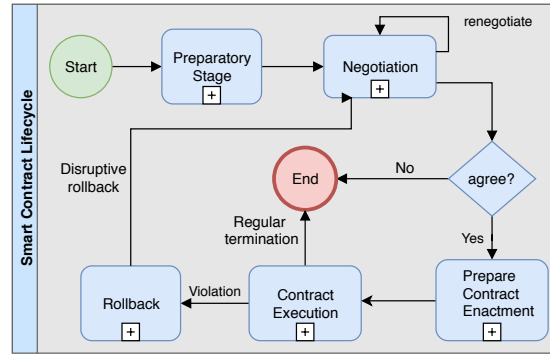 Smart Contract Lifecycle
Start
Preparatory
Stage
+
Negotiation
+
renegotiate
agree?
No
Yes
End
Disruptive
rollback
Regular
termination
Rollback
+
Violation
Contract
Execution
+
Prepare
Contract
Enactment
+